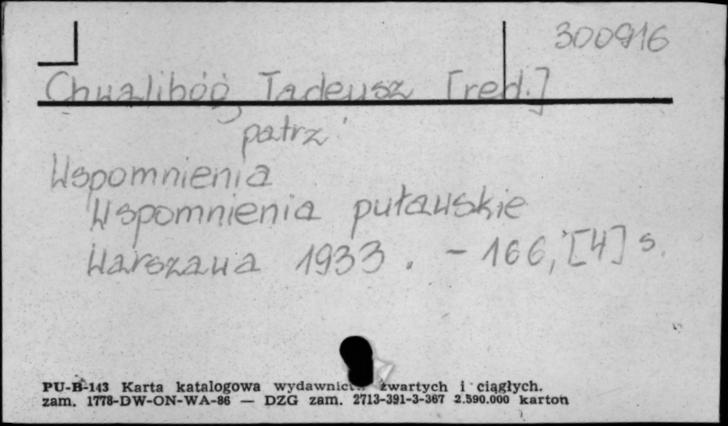 300916
Chwalibóg, Tadeusz [red.]
patrz
Wspomnienia
Wspomnienia puławskie
Warszawa 1933. - 166, [4] s.
PU-B-143 Karta katalogowa wydawnictw zwartych i ciągłych.
zam. 1778-DW-ON-WA-86 — DZG zam. 2713-391-3-367 2.590.000 karton